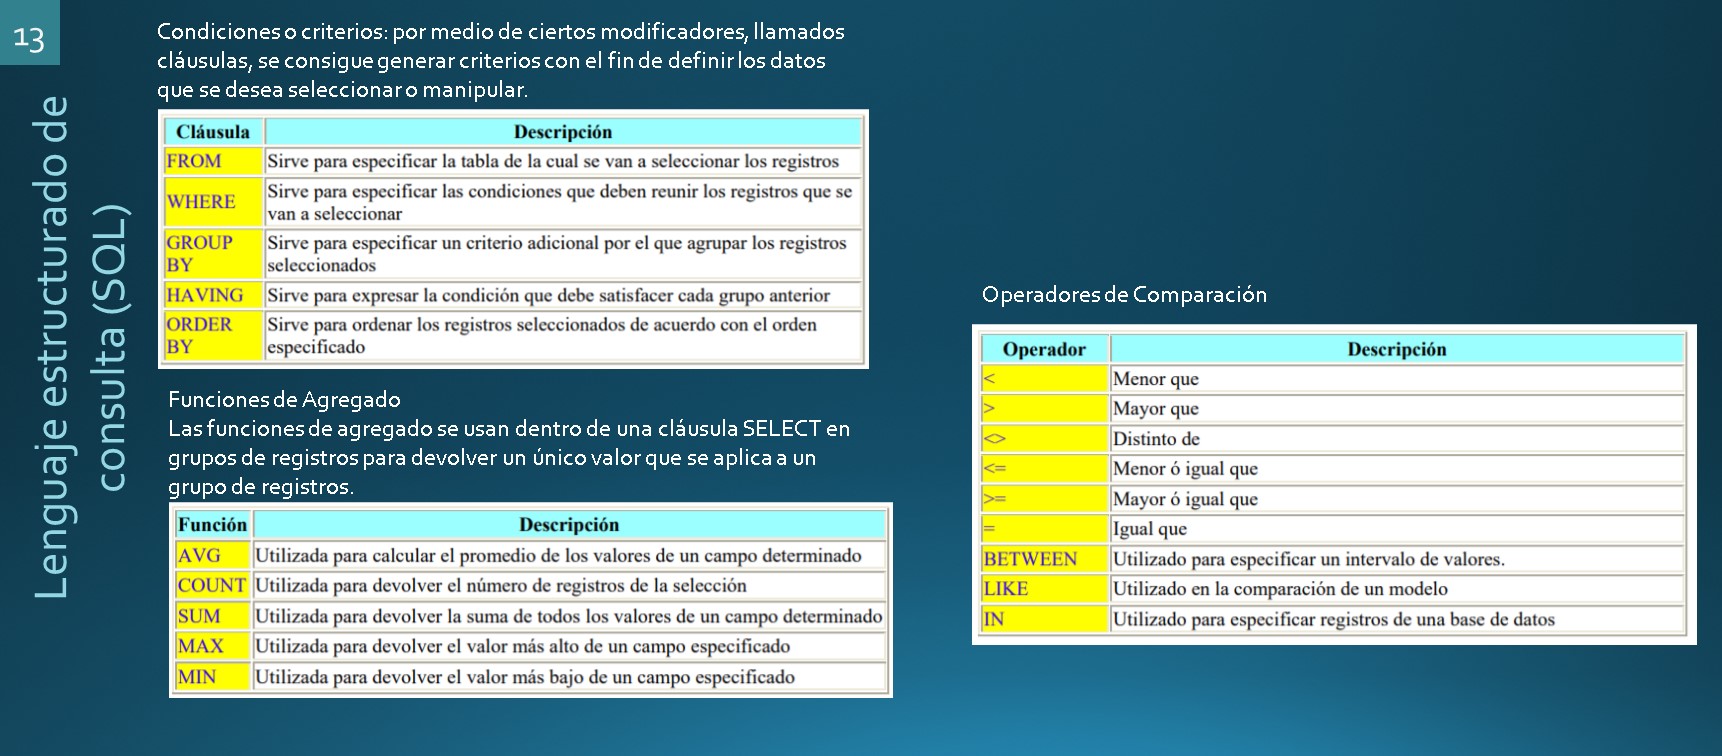 13
Lenguaje estructurado de
consulta (SQL)
Condiciones o criterios: por medio de ciertos modificadores, llamados
cláusulas, se consigue generar criterios con el fin de definir los datos
que se desea seleccionar o manipular.
Cláusula Descripción
FROM Sirve para especificar la tabla de la cual se van a seleccionar los registros
WHERE Sirve para especificar las condiciones que deben reunir los registros que se
van a seleccionar
GROUP Sirve para especificar un criterio adicional por el que agrupar los registros
BY seleccionados
HAVING Sirve para expresar la condición que debe satisfacer cada grupo anterior
ORDER Sirve para ordenar los registros seleccionados de acuerdo con el orden
BY especificado
Funciones de Agregado
Las funciones de agregado se usan dentro de una cláusula SELECT en
grupos de registros para devolver un único valor que se aplica a un
grupo de registros.
Función Descripción
AVG Utilizada para calcular el promedio de los valores de un campo determinado
COUNT Utilizada para devolver el número de registros de la selección
SUM Utilizada para devolver la suma de todos los valores de un campo determinado
MAX Utilizada para devolver el valor más alto de un campo especificado
MIN Utilizada para devolver el valor más bajo de un campo especificado
Operadores de Comparación
Operador Descripción
< Menor que
> Mayor que
<> Distinto de
<= Menor ó igual que
>= Mayor ó igual que
= Igual que
BETWEEN Utilizado para especificar un intervalo de valores.
LIKE Utilizado en la comparación de un modelo
IN Utilizado para especificar registros de una base de datos